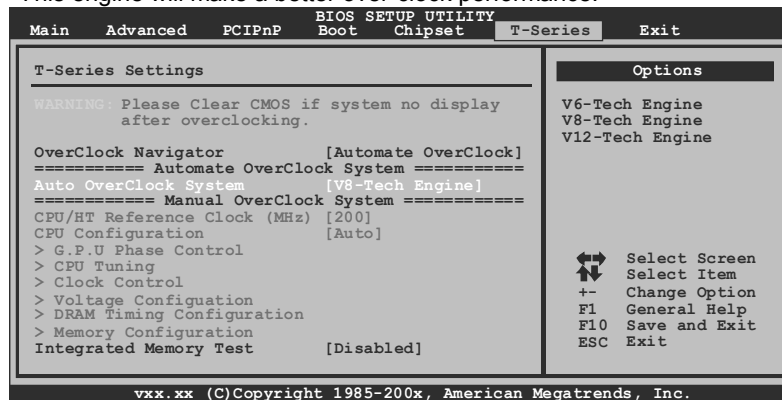 This engine will make a better over-clock performance.
BIOS SETUP UTILITY
Main Advanced PCIPnP Boot Chipset T-Series Exit
T-Series Settings
WARNING: Please Clear CMOS if system no display
after overclocking.
OverClock Navigator [Automate OverClock]
=========== Automate OverClock System ===========
Auto OverClock System [V8-Tech Engine]
============ Manual OverClock System ============
CPU/HT Reference Clock (MHz) [200]
CPU Configuration [Auto]
> G.P.U Phase Control
> CPU Tuning
> Clock Control
> Voltage Configuation
> DRAM Timing Configuration
> Memory Configuration
Integrated Memory Test [Disabled]
Options
V6-Tech Engine
V8-Tech Engine
V12-Tech Engine
Select Screen
Select Item
+- Change Option
F1 General Help
F10 Save and Exit
ESC Exit
vxx.xx (C)Copyright 1985-200x, American Megatrends, Inc.